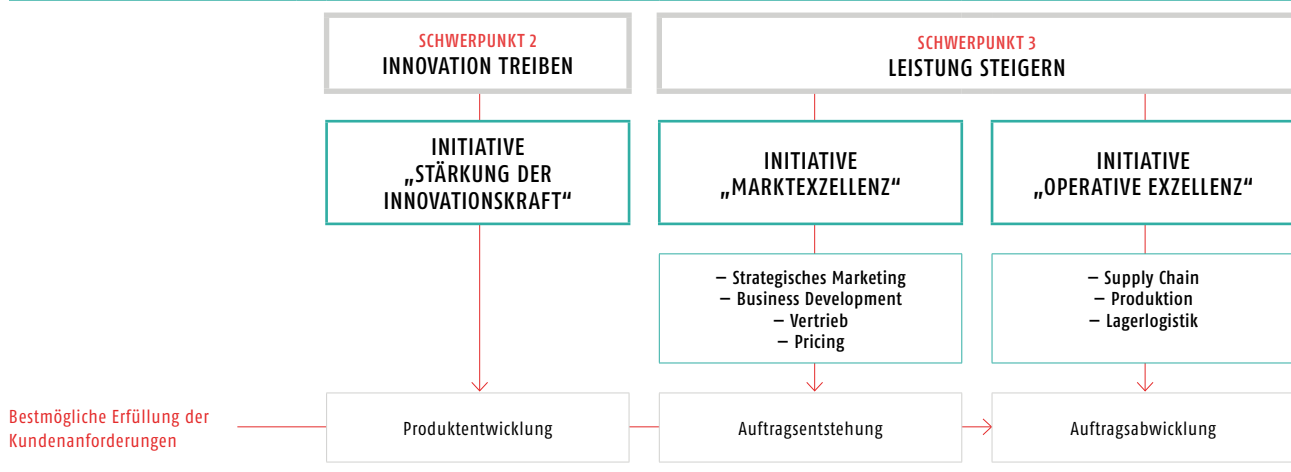 SCHWERPUNKT 2
INNOVATION TREIBEN
SCHWERPUNKT 3
LEISTUNG STEIGERN
INITIATIVE
„STÄRKUNG DER
INNOVATIONSKRAFT“
INITIATIVE
„MARKTEXZELLENZ“
INITIATIVE
„OPERATIVE EXZELLENZ“
– Strategisches Marketing
– Business Development
– Vertrieb
– Pricing
– Supply Chain
– Produktion
– Lagerlogistik
Bestmögliche Erfüllung der
Kundenanforderungen
Produktentwicklung
Auftragsentstehung
Auftragsabwicklung